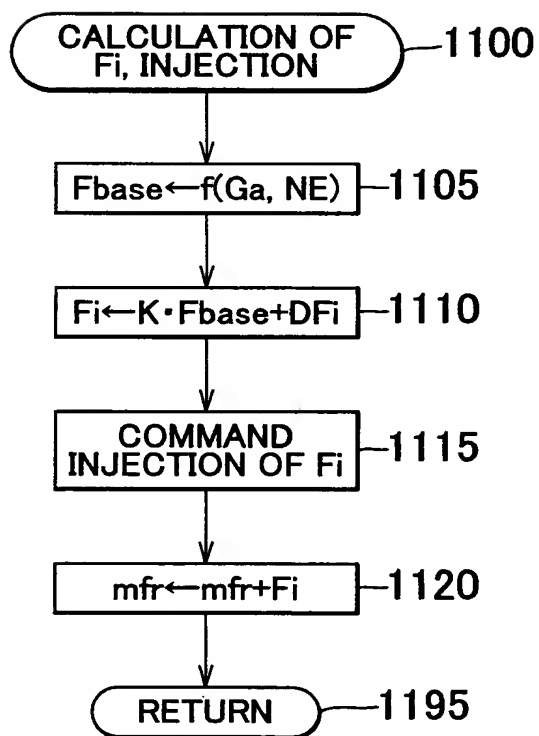 CALCULATION OF
Fi, INJECTION
1100
Fbase←f(Ga, NE)
1105
Fi←K·Fbase+DFi
1110
COMMAND
INJECTION OF Fi
1115
mfr←mfr+Fi
1120
RETURN
1195